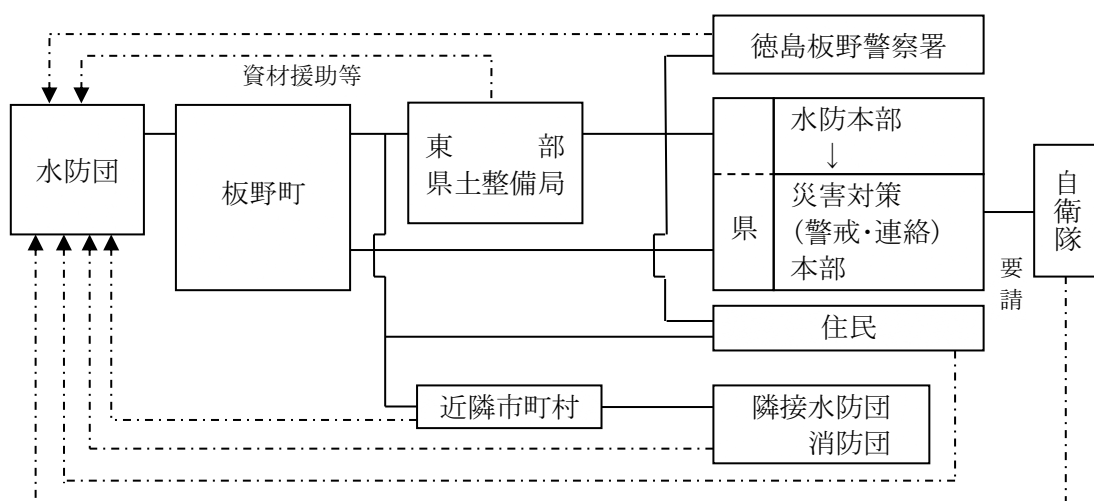 徳島板野警察署
資材援助等
水防団
板野町
東　　部
県土整備局
県
水防本部
↓
災害対策
(警戒・連絡)
本部
自衛隊
要請
住民
近隣市町村
隣接水防団
消防団